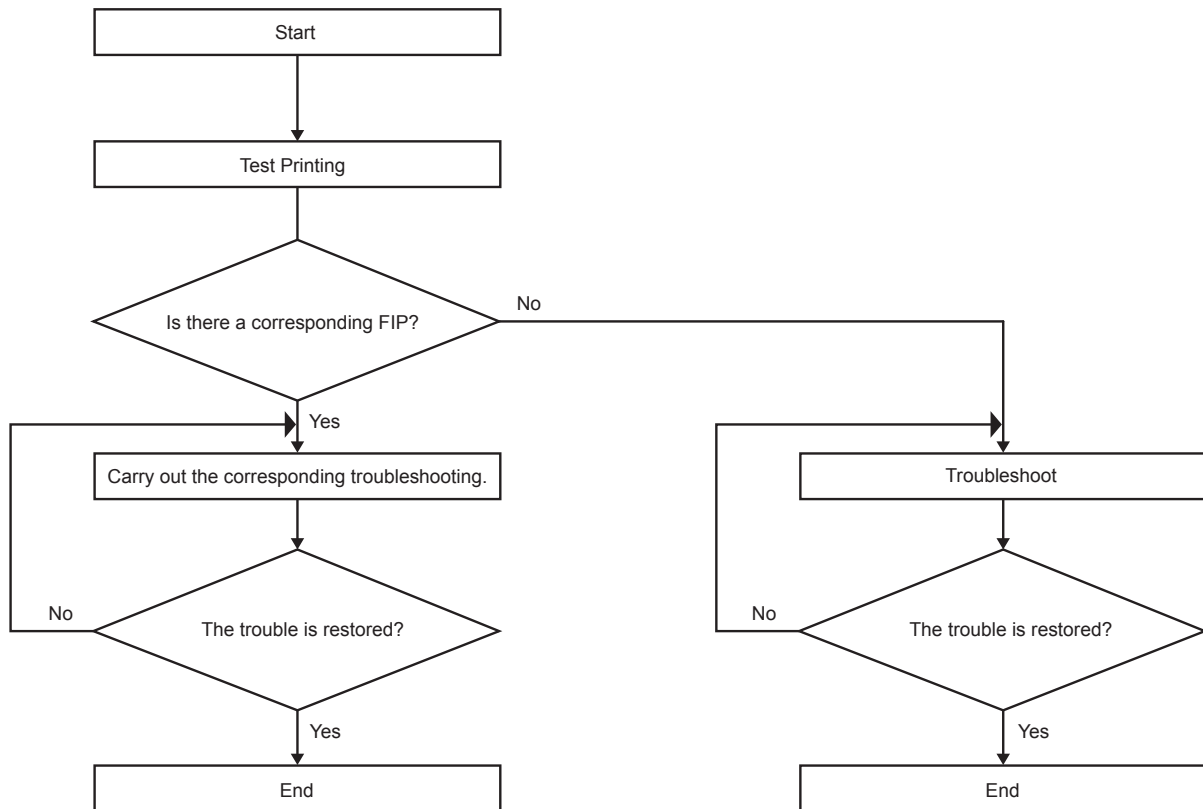 Start
Test Printing
Is there a corresponding FIP?
No
Yes
Carry out the corresponding troubleshooting.
Troubleshoot
No
The trouble is restored?
No
The trouble is restored?
Yes
Yes
End
End